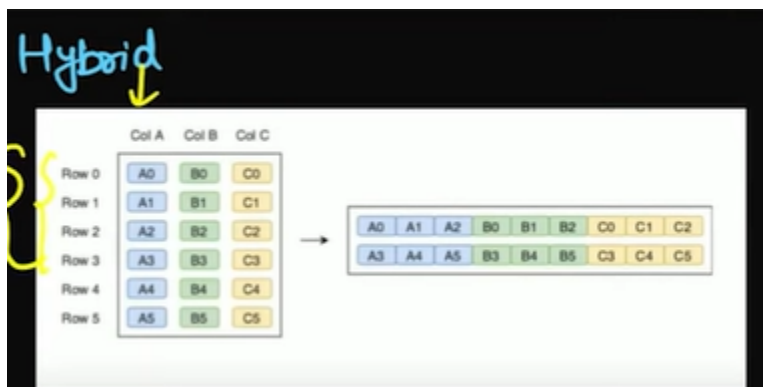 Hybrid
Col A Col B Col C
Row 0 A0 B0 C0
Row 1 A1 B1 C1
Row 2 A2 B2 C2
Row 3 A3 B3 C3
Row 4 A4 B4 C4
Row 5 A5 B5 C5
A0 A1 A2 B0 B1 B2 C0 C1 C2
A3 A4 A5 B3 B4 B5 C3 C4 C5